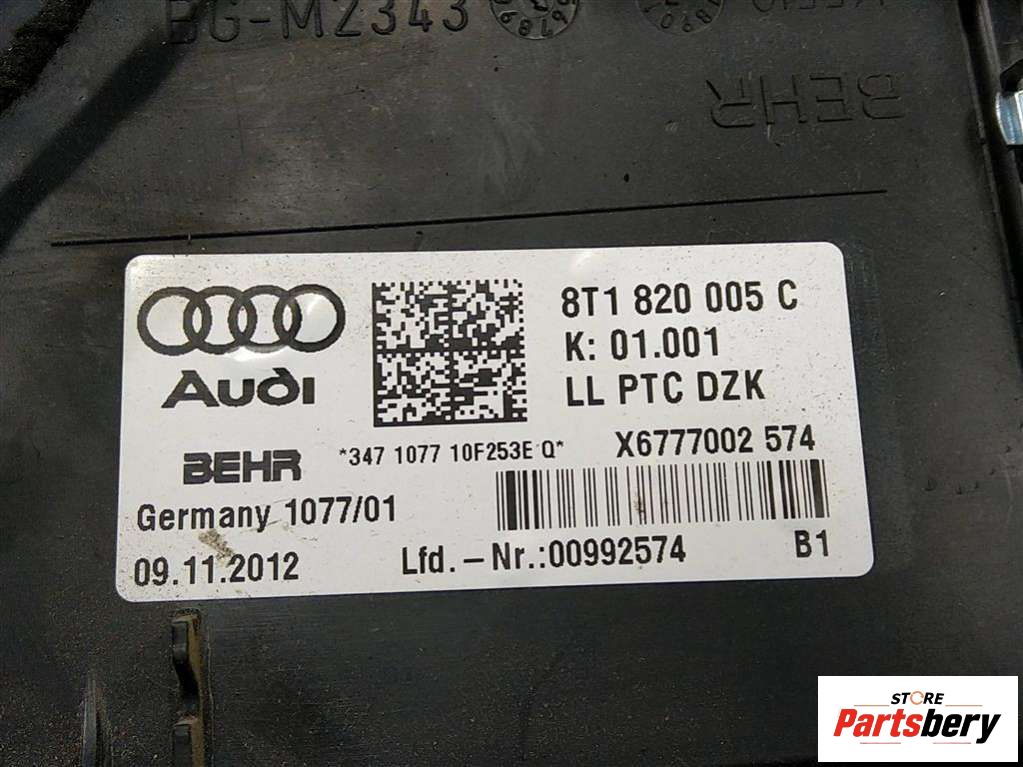 BG-M2343
BEHR
Audi
8T1 820 005 C
K: 01.001
LL PTC DZK
BEHR
*347 1077 10F253E Q*
X6777002 574
Germany 1077/01
09.11.2012
Lfd.-Nr.:00992574
B1
STORE
Partsbery